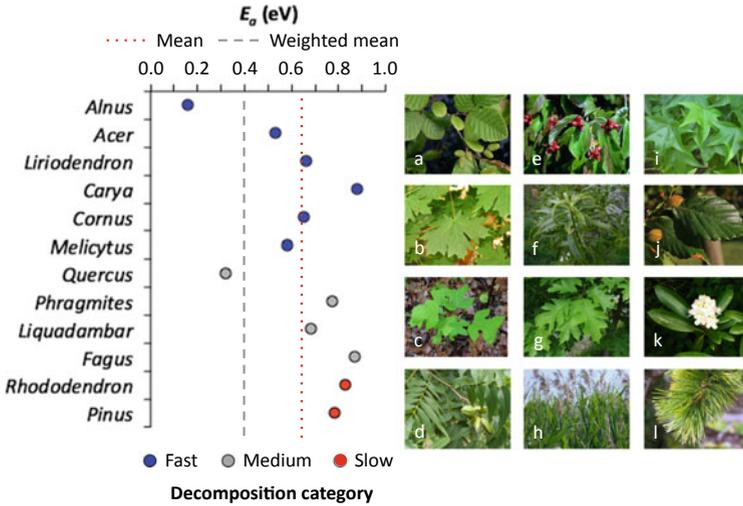 Eₐ (eV)
Mean Weighted mean
0.0 0.2 0.4 0.6 0.8 1.0
Alnus
Acer
Liriodendron
Carya
Cornus
Melicytus
Quercus
Phragmites
Liquadambar
Fagus
Rhododendron
Pinus
Fast Medium Slow
Decomposition category
a e i
b f j
c g k
d h l